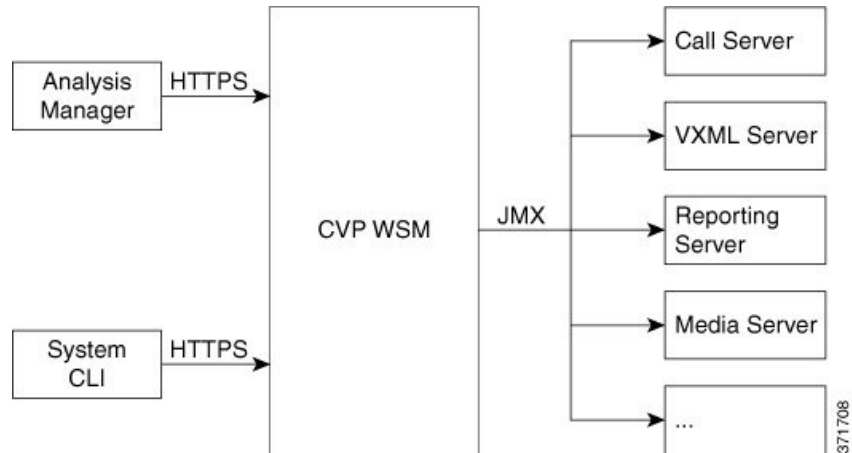 Analysis
Manager
HTTPS
System
CLI
HTTPS
CVP WSM
JMX
Call Server
VXML Server
Reporting
Server
Media Server
...
371708